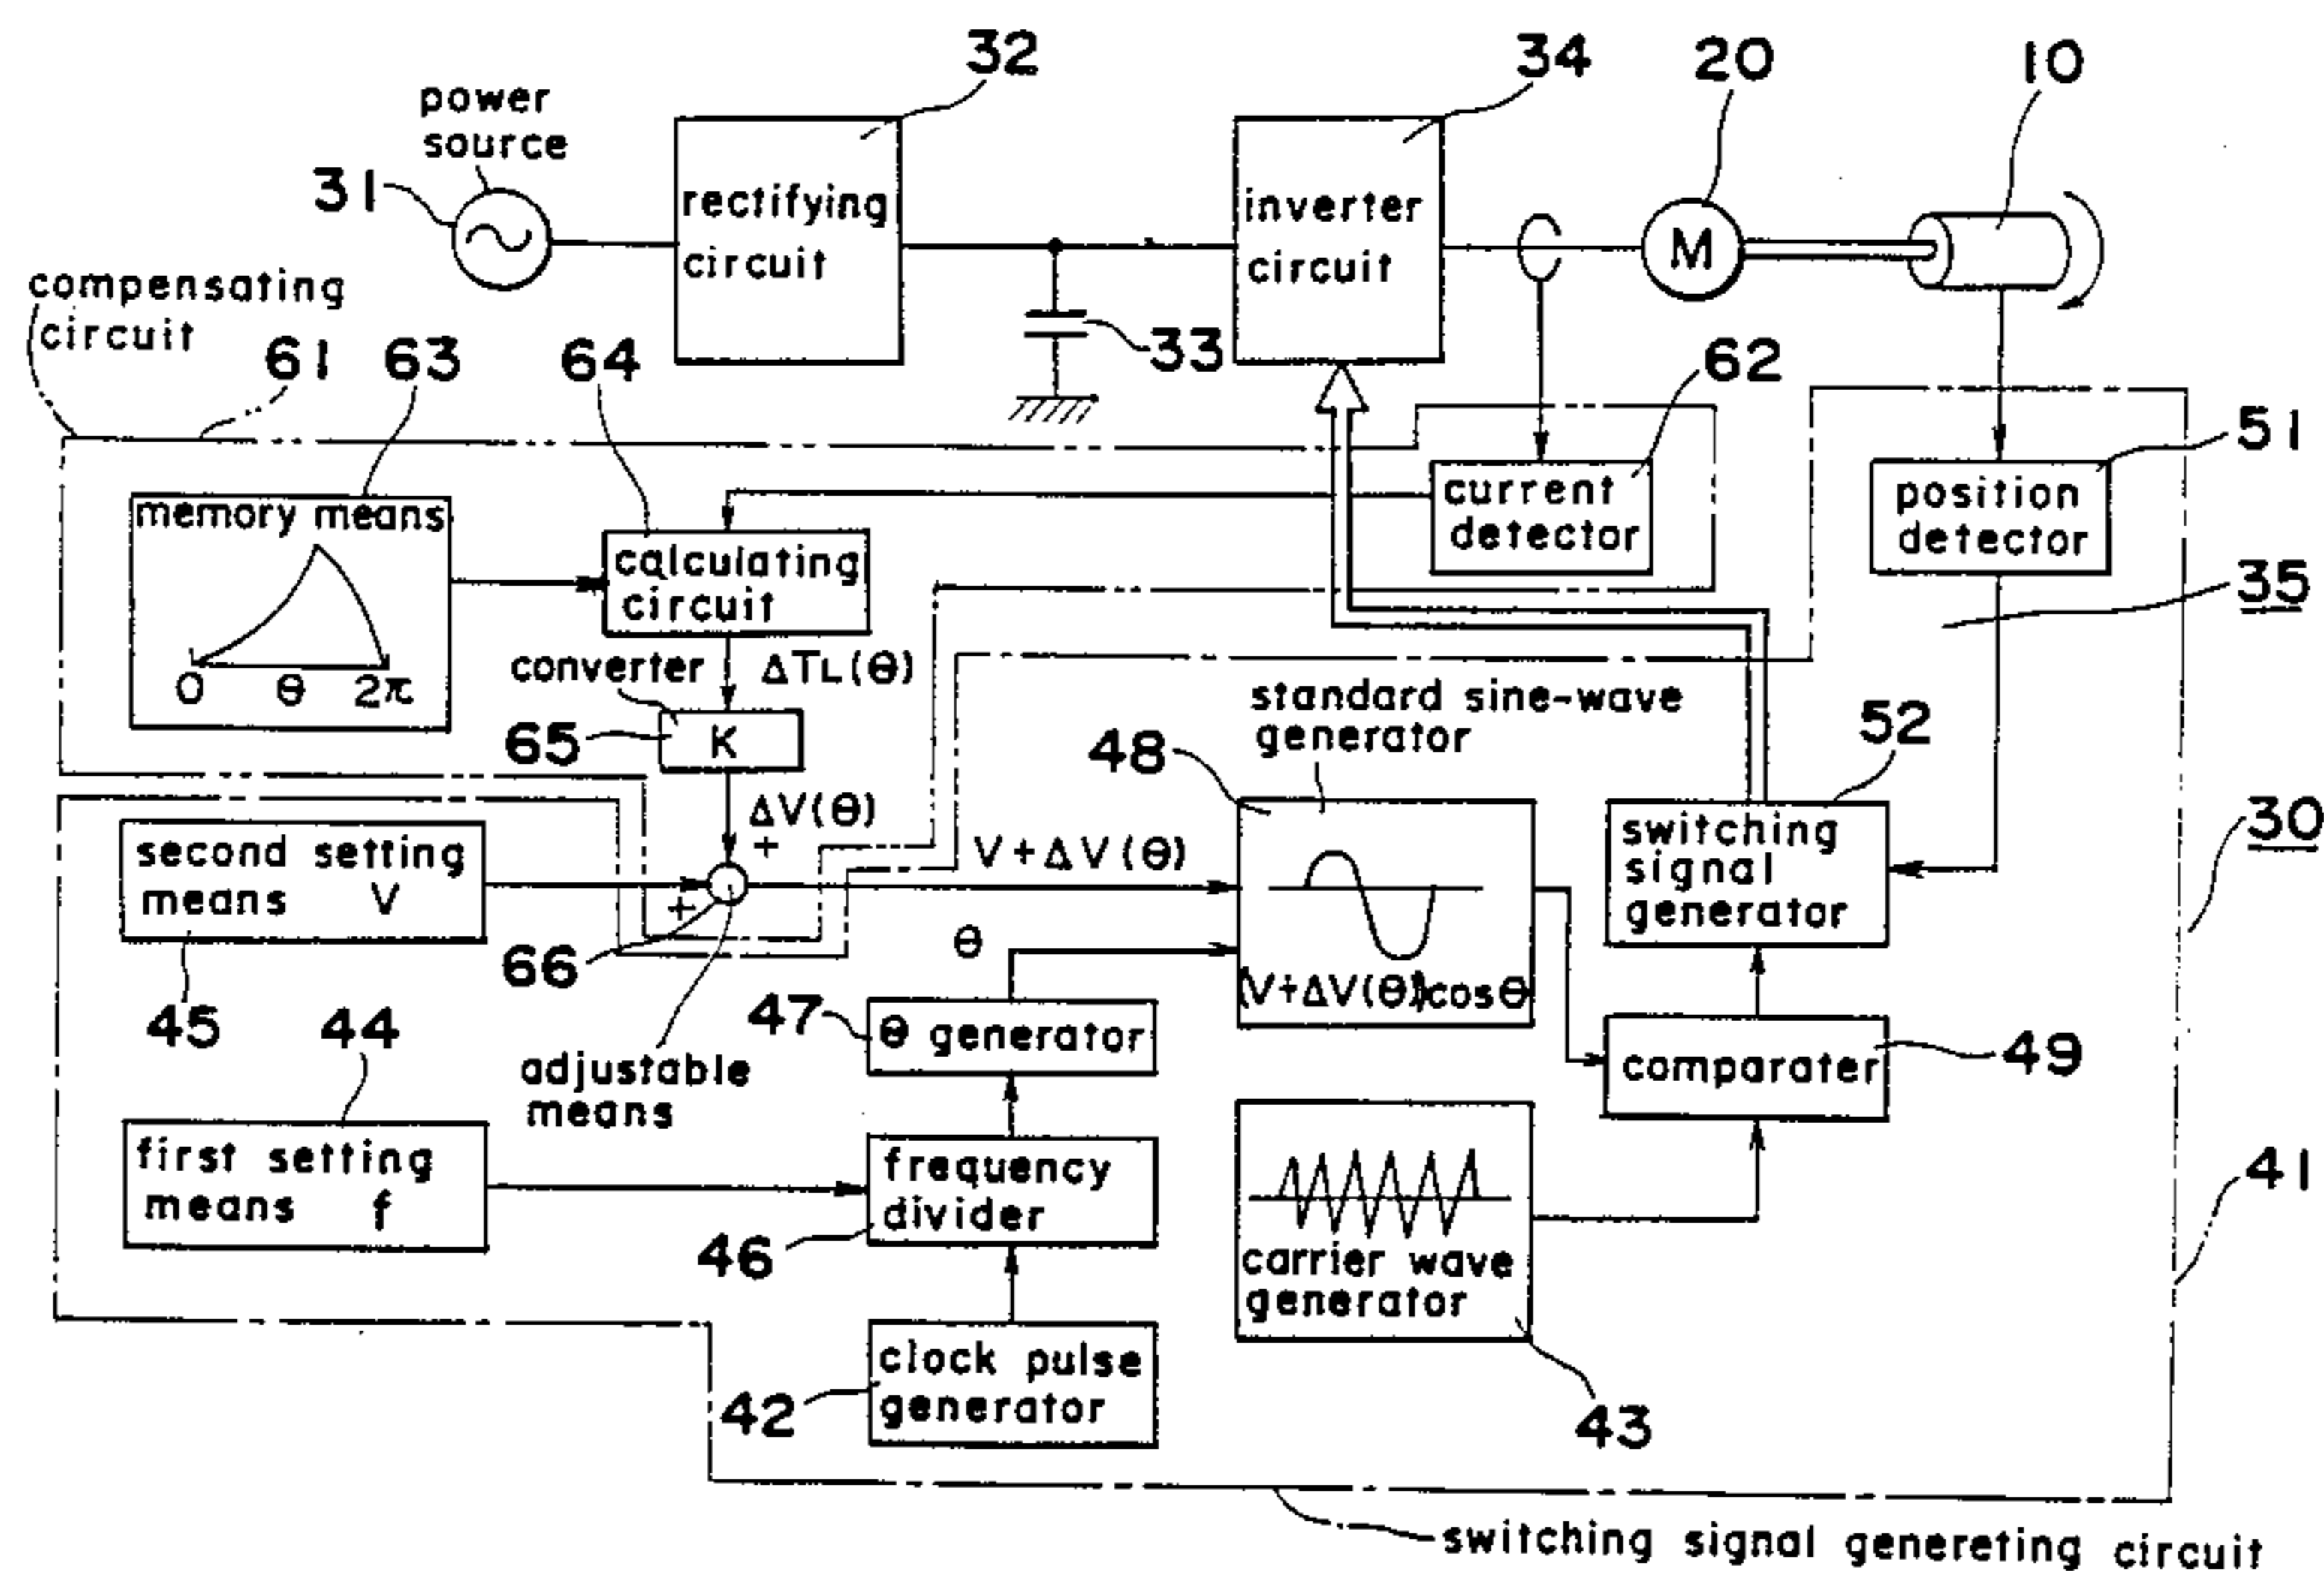 32
34
20
10
power
source
31
rectifying
circuit
inverter
circuit
M
33
compensating
circuit
61
63
64
62
51
memory means
0 θ 2π
calculating
circuit
current
detector
position
detector
35
converter
ΔTL(θ)
65
K
ΔV(θ)
+
standard sine-wave
generator
48
52
switching
signal
generator
30
second setting
means V
+
V+ΔV(θ)
66
45
θ
(V+ΔV(θ))cosθ
47
θ generator
comparater
49
adjustable
means
44
first setting
means f
frequency
divider
46
carrier wave
generator
41
clock pulse
generator
42
43
switching signal genereting circuit